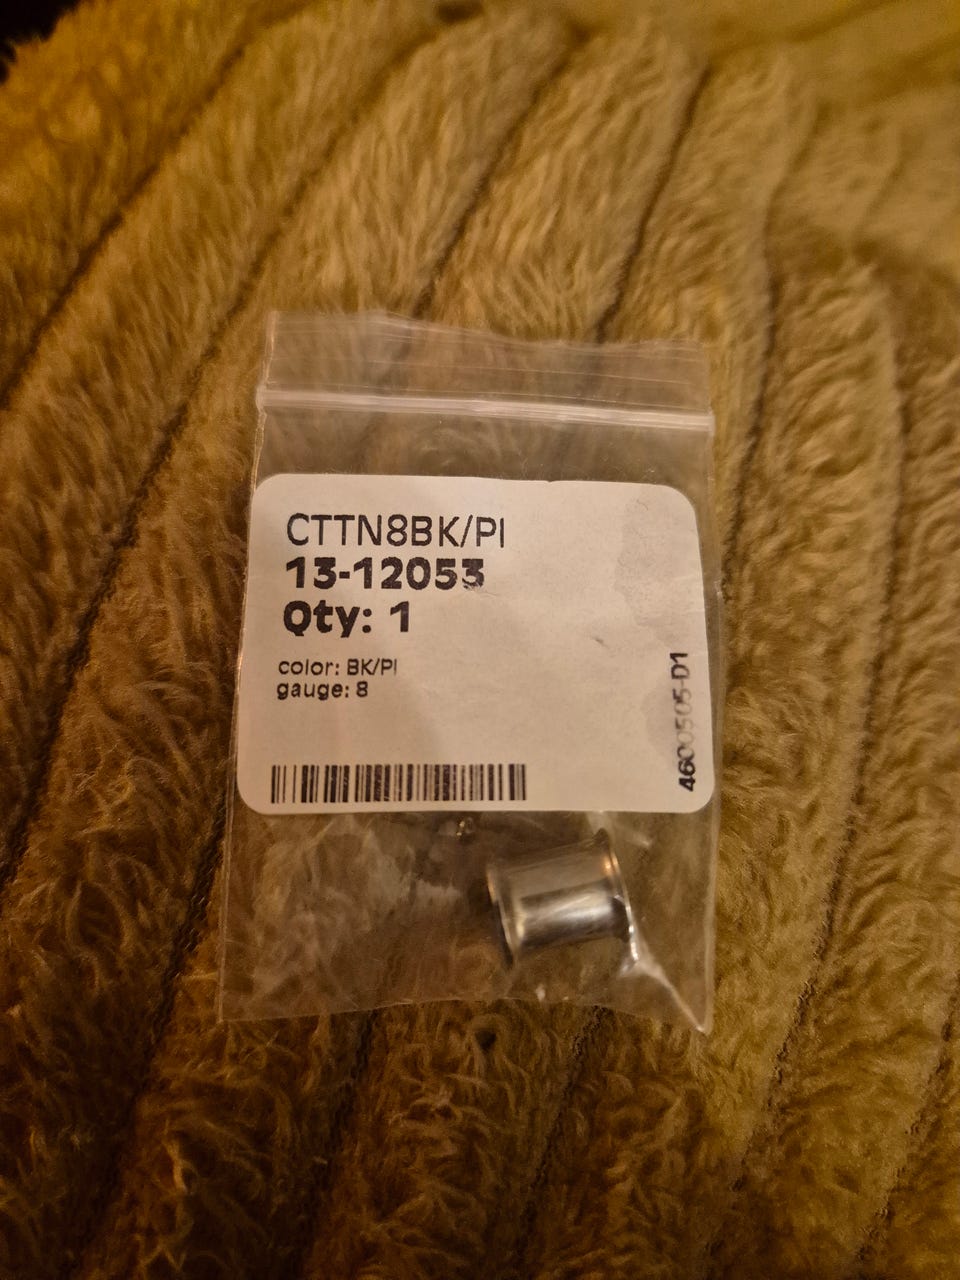 CTTN8BK/PI
13-12053
Qty: 1
color: BK/PI
gauge: 8
4600505-D1